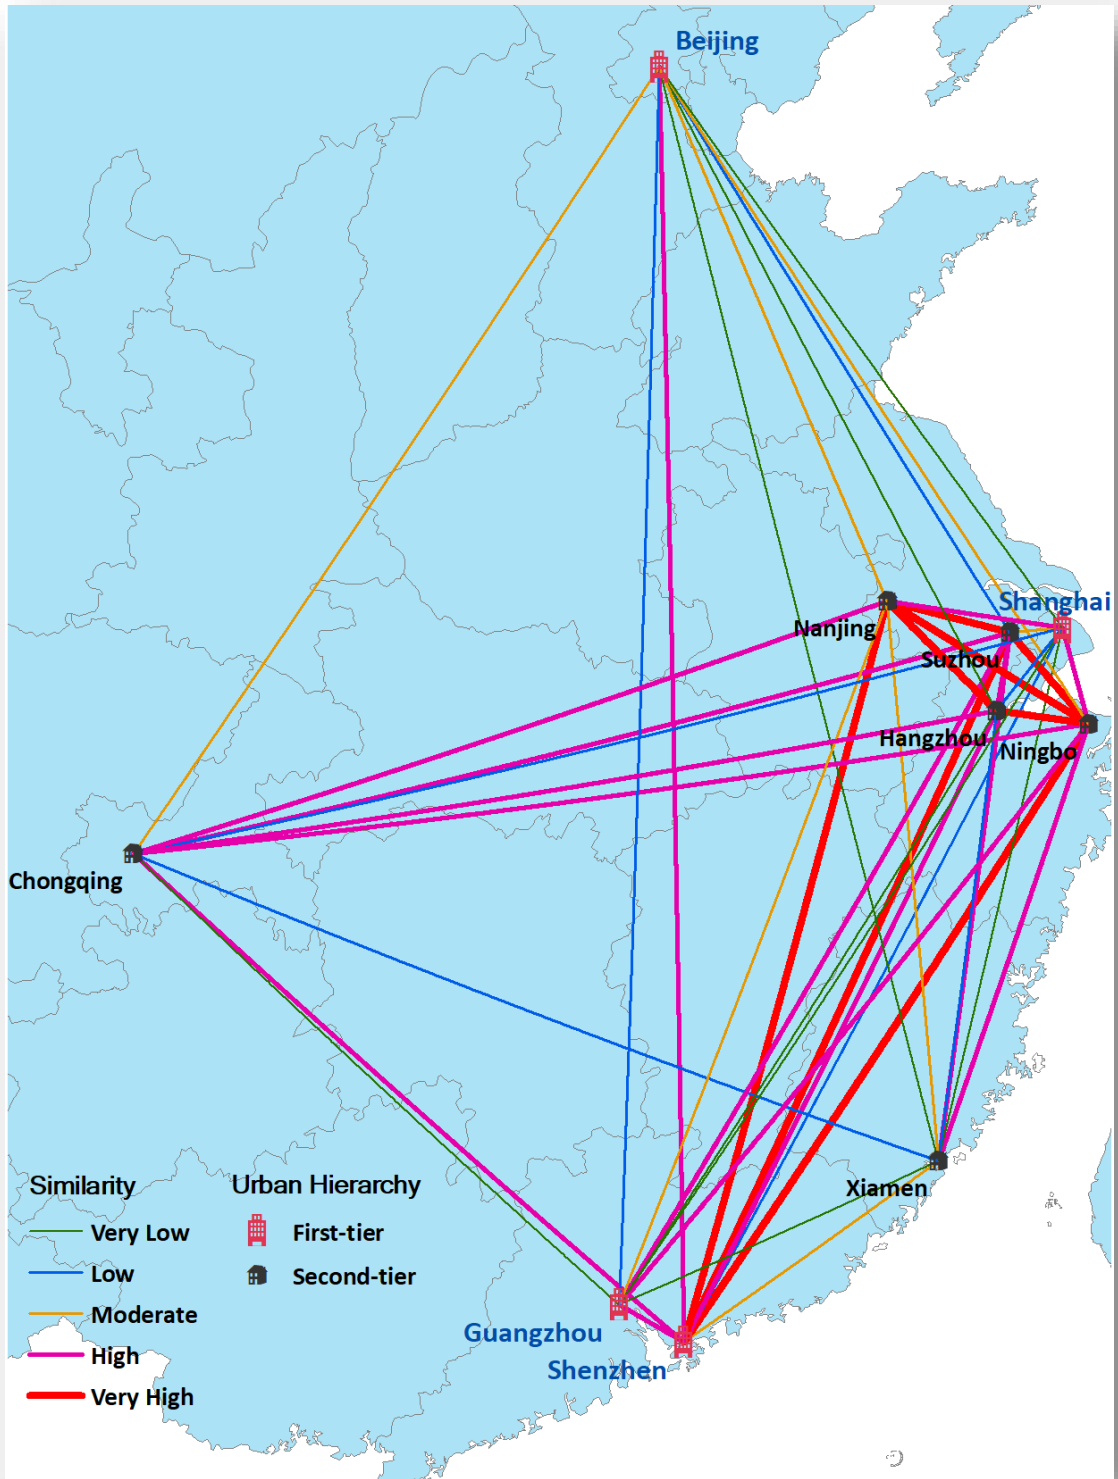 Beijing
Shanghai
Nanjing
Suzhou
Hangzhou
Ningbo
Chongqing
Xiamen
Guangzhou
Shenzhen
Similarity
Very Low
Low
Moderate
High
Very High
Urban Hierarchy
First-tier
Second-tier